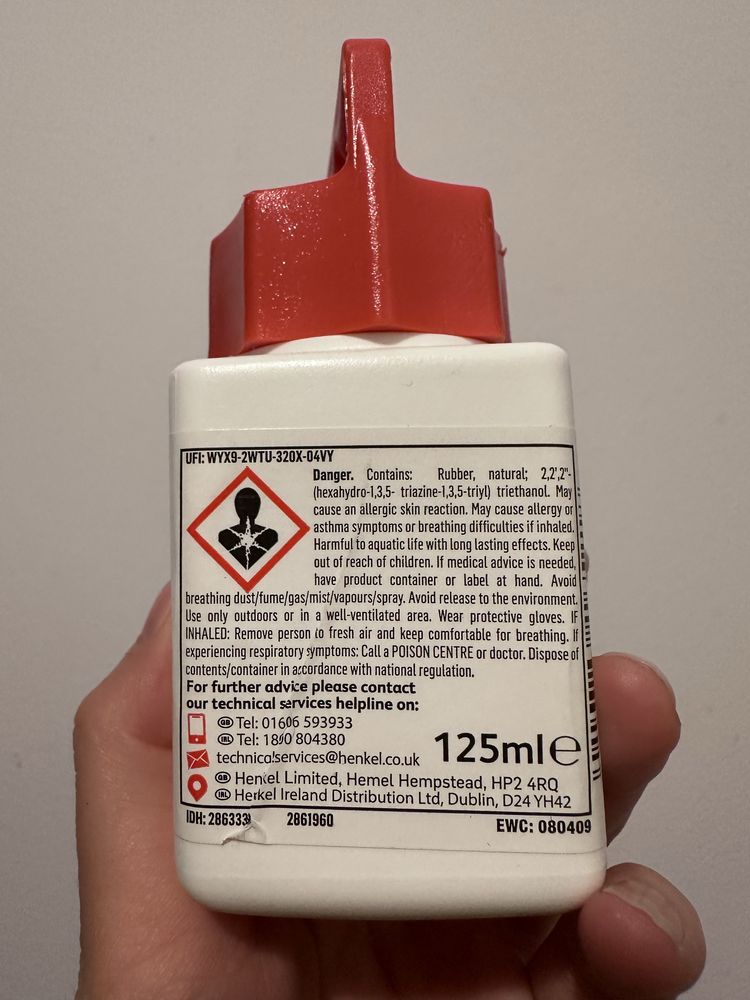 UFI: WYX9-2WTU-320X-04VY
Danger. Contains: Rubber, natural; 2,2',2''-
(hexahydro-1,3,5- triazine-1,3,5-triyl) triethanol. May
cause an allergic skin reaction. May cause allergy or
asthma symptoms or breathing difficulties if inhaled.
Harmful to aquatic life with long lasting effects. Keep
out of reach of children. If medical advice is needed,
have product container or label at hand. Avoid
breathing dust/fume/gas/mist/vapours/spray. Avoid release to the environment.
Use only outdoors or in a well-ventilated area. Wear protective gloves. IF
INHALED: Remove person to fresh air and keep comfortable for breathing. If
experiencing respiratory symptoms: Call a POISON CENTRE or doctor. Dispose of
contents/container in accordance with national regulation.
For further advice please contact
our technical services helpline on:
GB Tel: 01606 593933
IRL Tel: 1800 804380
technicalservices@henkel.co.uk
125ml℮
GB Henkel Limited, Hemel Hempstead, HP2 4RQ
IRL Henkel Ireland Distribution Ltd, Dublin, D24 YH42
IDH: 2861960
EWC: 080409